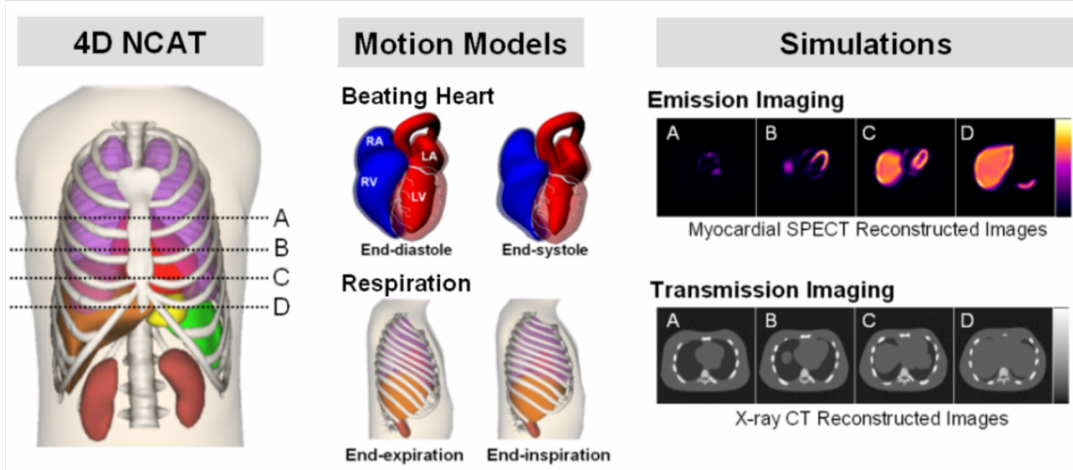 4D NCAT
A
B
C
D
Motion Models
Beating Heart
RA
LA
RV
LV
End-diastole
End-systole
Respiration
End-expiration
End-inspiration
Simulations
Emission Imaging
A
B
C
D
Myocardial SPECT Reconstructed Images
Transmission Imaging
A
B
C
D
X-ray CT Reconstructed Images